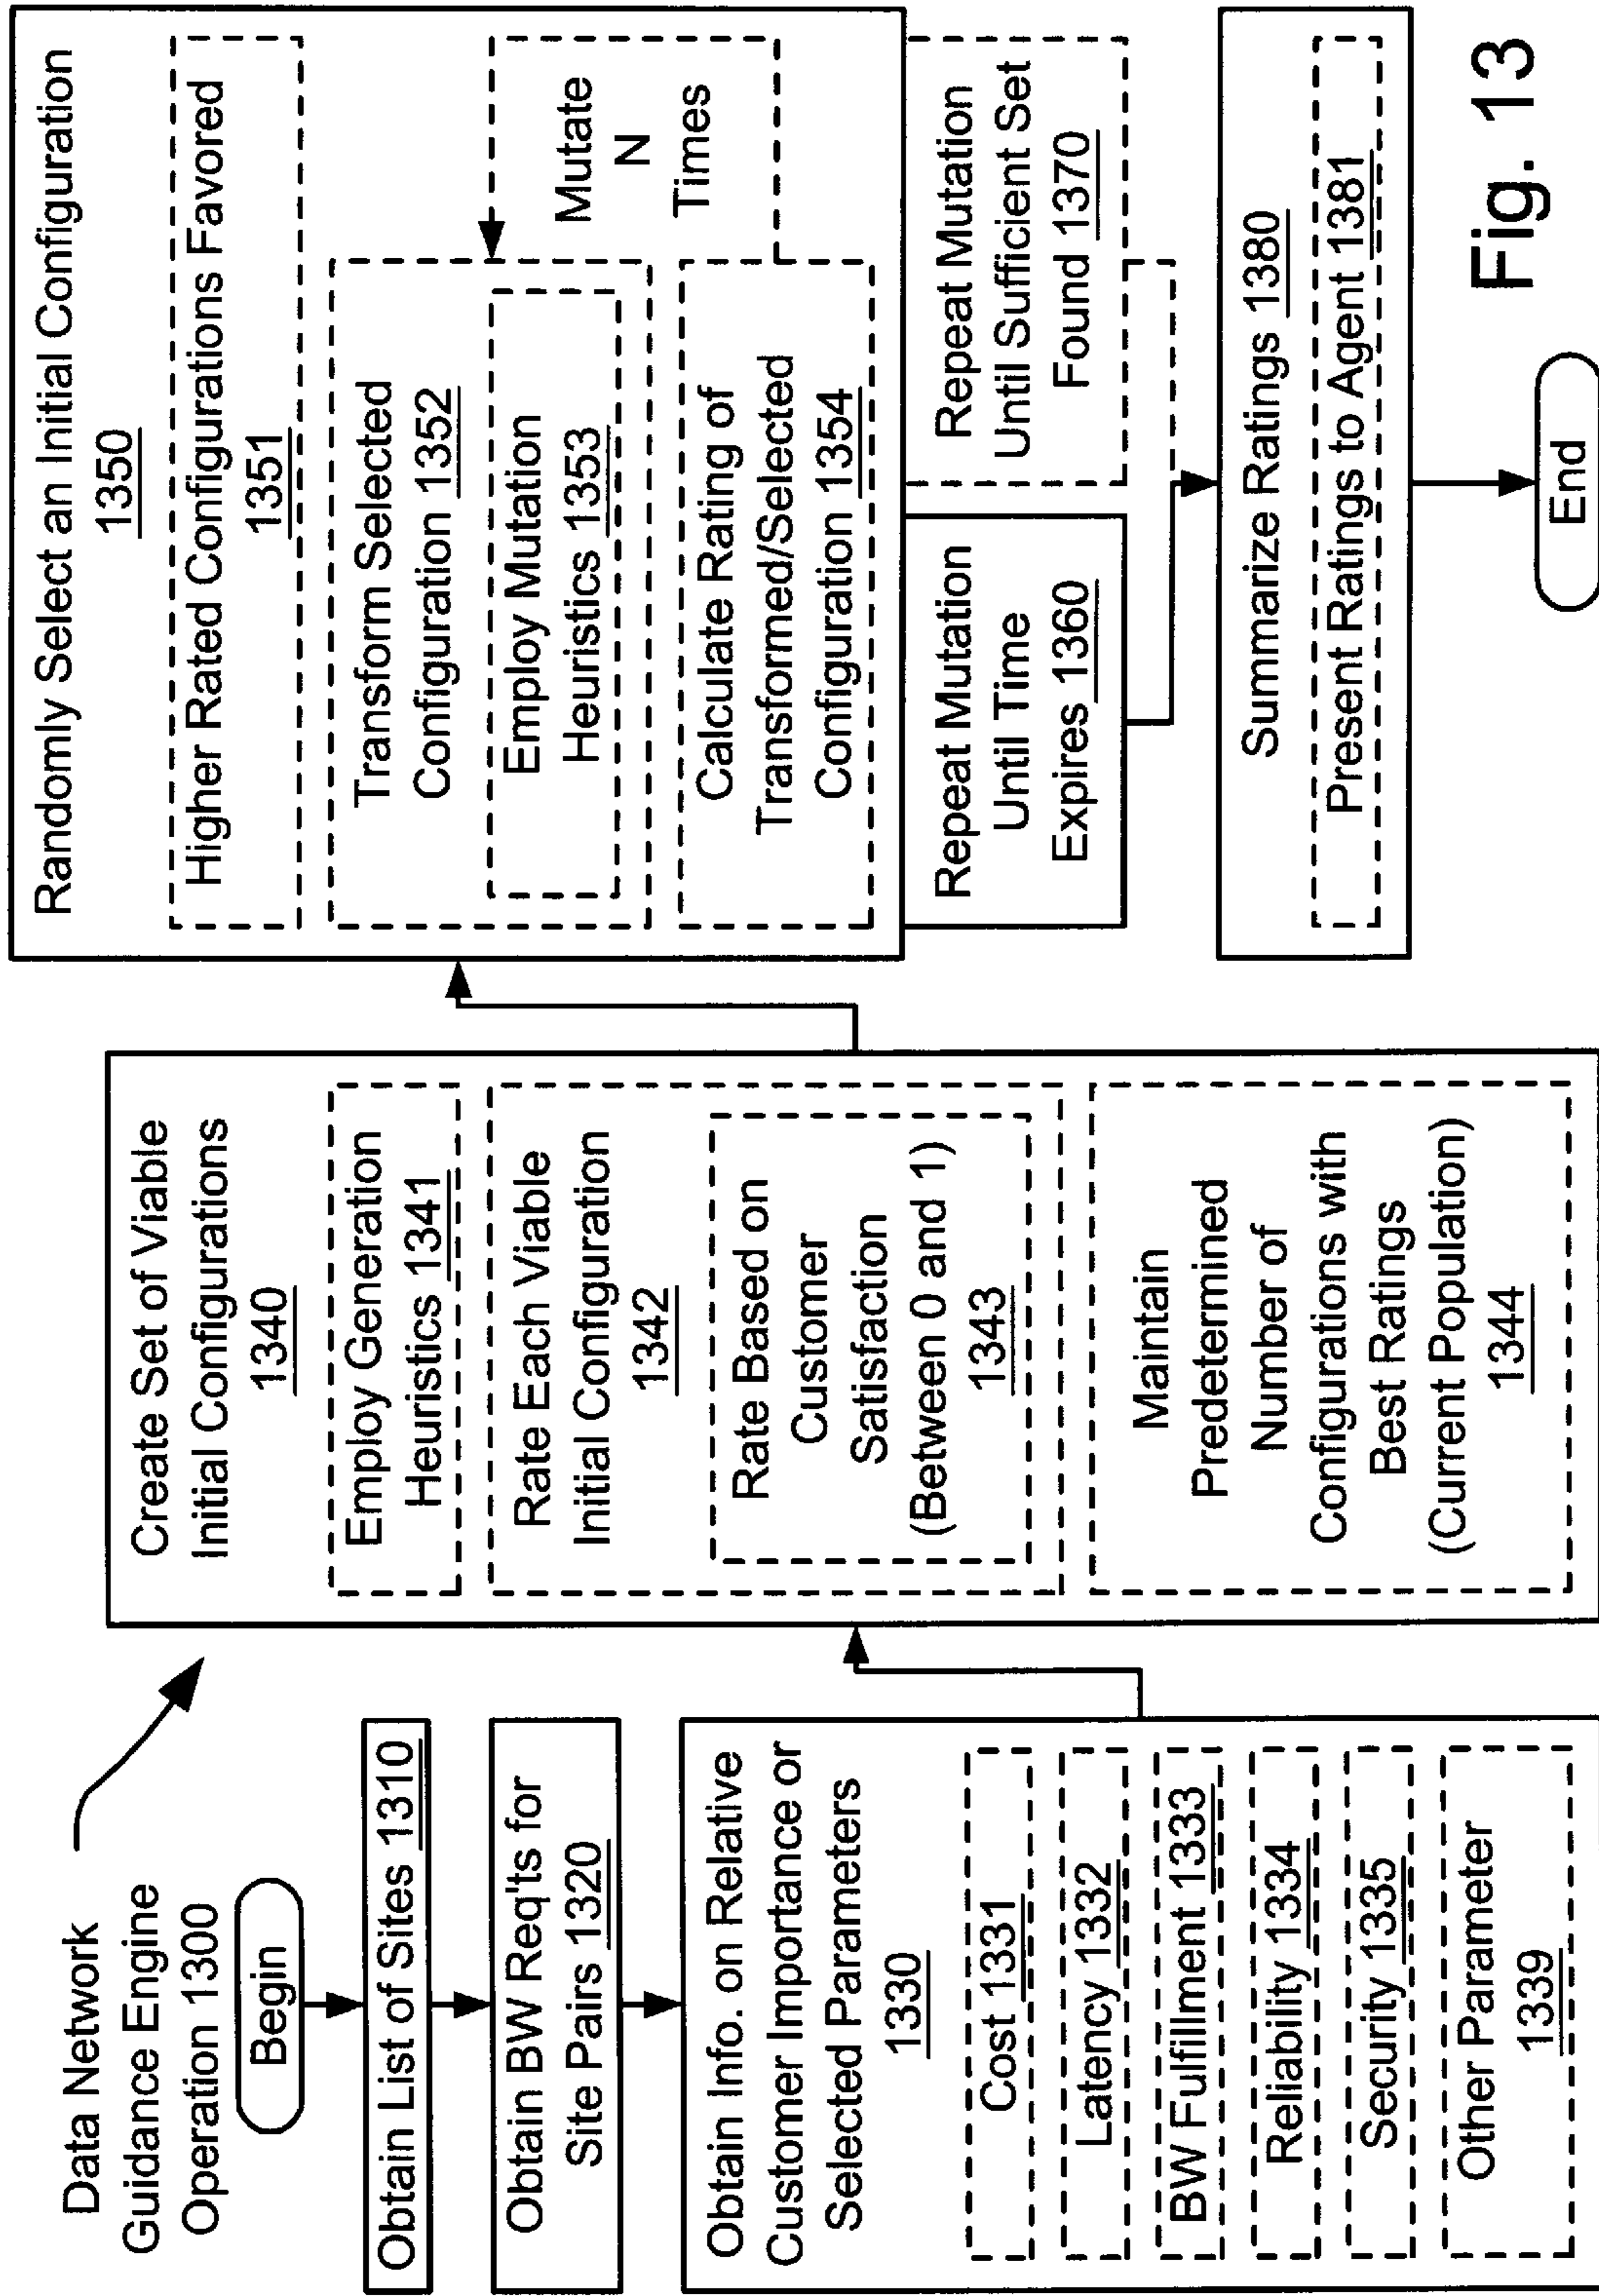 Data Network
Guidance Engine
Operation 1300
Begin
Obtain List of Sites 1310
Obtain BW Req'ts for
Site Pairs 1320
Obtain Info. on Relative
Customer Importance or
Selected Parameters
1330
Cost 1331
Latency 1332
BW Fulfillment 1333
Reliability 1334
Security 1335
Other Parameter
1339
Create Set of Viable
Initial Configurations
1340
Employ Generation
Heuristics 1341
Rate Each Viable
Initial Configuration
1342
Rate Based on
Customer
Satisfaction
(Between 0 and 1)
1343
Maintain
Predetermined
Number of
Configurations with
Best Ratings
(Current Population)
1344
Randomly Select an Initial Configuration
1350
Higher Rated Configurations Favored
1351
Transform Selected
Configuration 1352
Employ Mutation
Heuristics 1353
Mutate
N
Times
Calculate Rating of
Transformed/Selected
Configuration 1354
Repeat Mutation
Until Time
Expires 1360
Repeat Mutation
Until Sufficient Set
Found 1370
Summarize Ratings 1380
Present Ratings to Agent 1381
End
Fig. 13